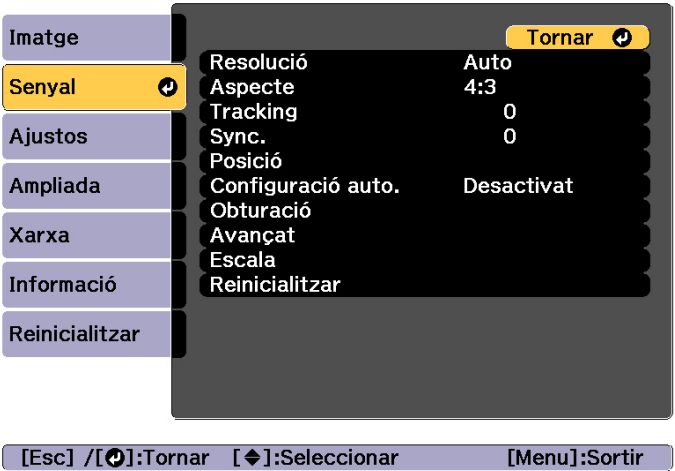 Imatge
Senyal
Ajustos
Ampliada
Xarxa
Informació
Reinicialitzar
Tornar
Resolució Auto
Aspecte 4:3
Tracking 0
Sync. 0
Posició
Configuració auto. Desactivat
Obturació
Avançat
Escala
Reinicialitzar
[Esc] /[⏎]:Tornar [◆]:Seleccionar [Menu]:Sortir